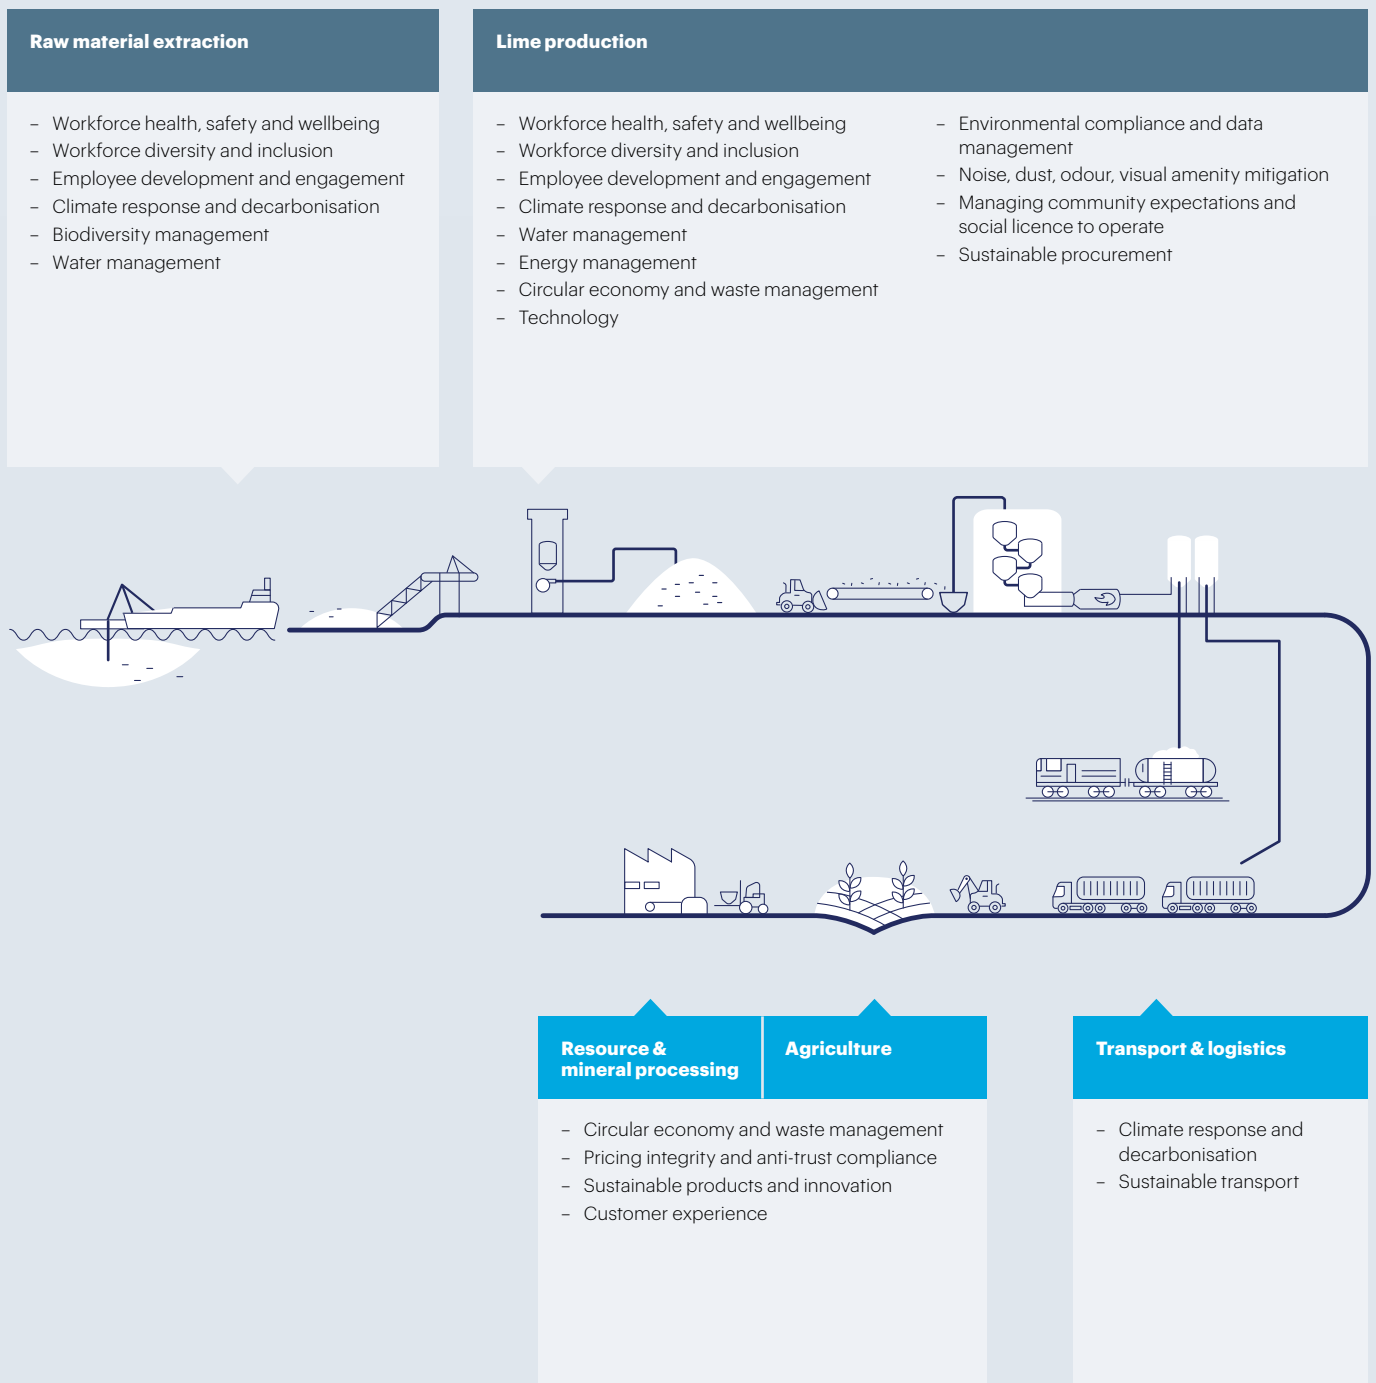 Raw material extraction
– Workforce health, safety and wellbeing
– Workforce diversity and inclusion
– Employee development and engagement
– Climate response and decarbonisation
– Biodiversity management
– Water management
Lime production
– Workforce health, safety and wellbeing
– Workforce diversity and inclusion
– Employee development and engagement
– Climate response and decarbonisation
– Water management
– Energy management
– Circular economy and waste management
– Technology
– Environmental compliance and data
management
– Noise, dust, odour, visual amenity mitigation
– Managing community expectations and
social licence to operate
– Sustainable procurement
Resource &
mineral processing
Agriculture
– Circular economy and waste management
– Pricing integrity and anti-trust compliance
– Sustainable products and innovation
– Customer experience
Transport & logistics
– Climate response and
decarbonisation
– Sustainable transport